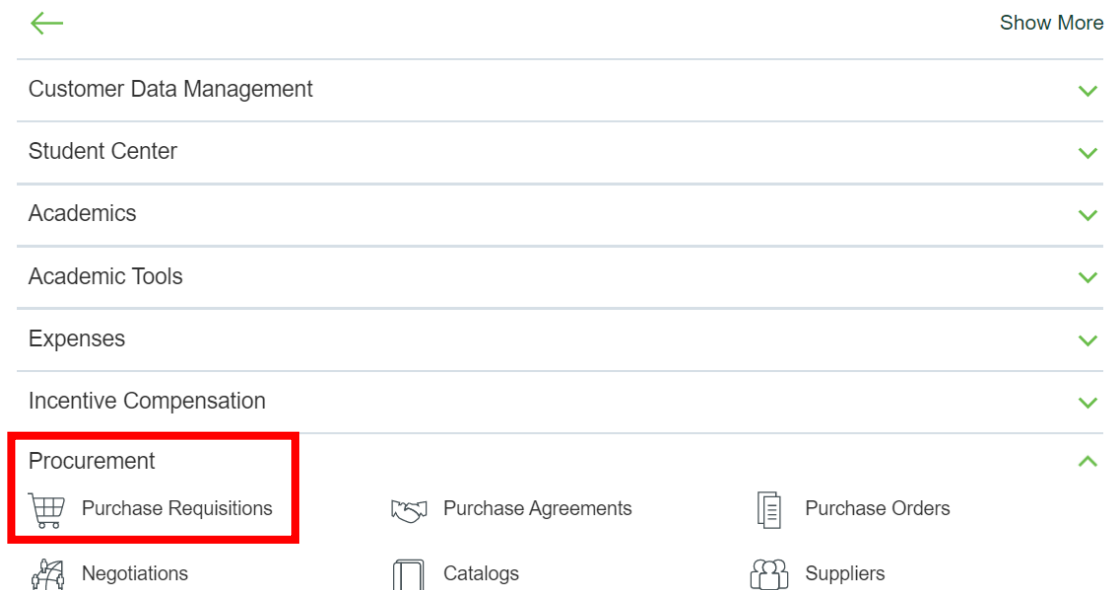 Show More
Customer Data Management
Student Center
Academics
Academic Tools
Expenses
Incentive Compensation
Procurement
Purchase Requisitions Purchase Agreements Purchase Orders
Negotiations Catalogs Suppliers